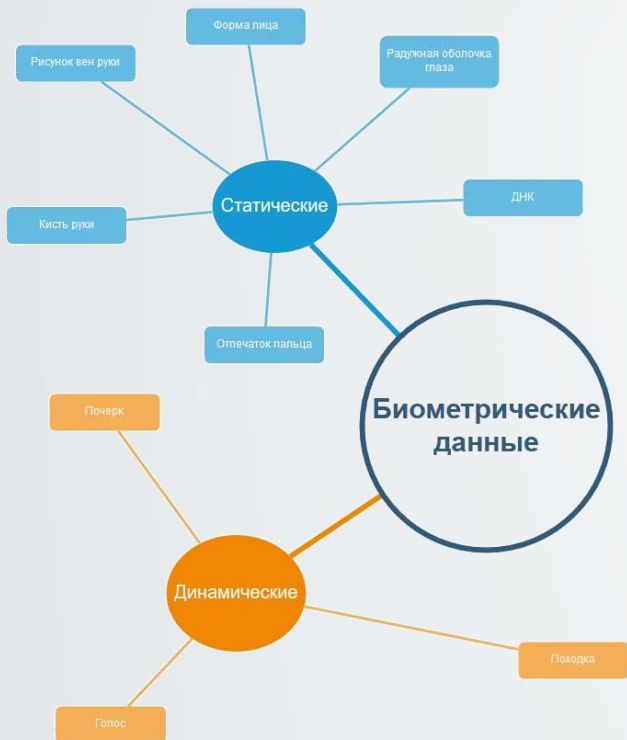 Форма лица
Рисунок вен руки
Радужная оболочка
глаза
Статические
ДНК
Кисть руки
Отпечаток пальца
Биометрические
данные
Почерк
Динамические
Походка
Голос